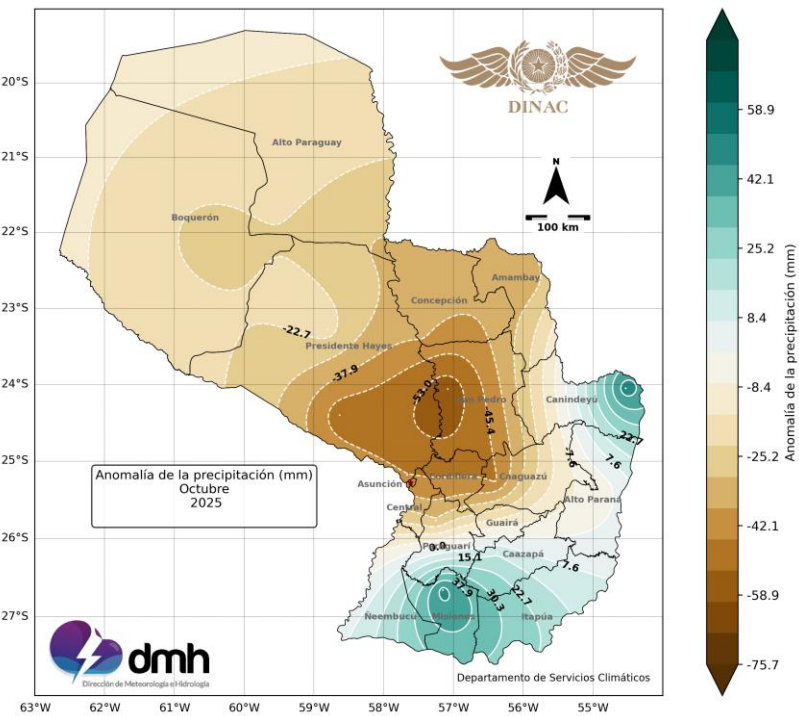 DINAC
N
100 km
20°S
21°S
22°S
23°S
24°S
25°S
26°S
27°S
63°W
62°W
61°W
60°W
59°W
58°W
57°W
56°W
55°W
Alto Paraguay
Boquerón
Amambay
Concepción
-22.7
Presidente Hayes
-37.9
-53.0
San Pedro
-45.4
Canindeyú
22.7
-7.6
7.6
Cordillera
Caaguazú
Asunción
Alto Paraná
Central
Guairá
0.0
Paraguarí
15.1
Caazapá
7.6
37.9
30.3
22.7
Ñeembucú
Misiones
Itapúa
Anomalía de la precipitación (mm)
Octubre
2025
dmh
Dirección de Meteorología e Hidrología
Departamento de Servicios Climáticos
58.9
42.1
25.2
8.4
-8.4
-25.2
-42.1
-58.9
-75.7
Anomalía de la precipitación (mm)